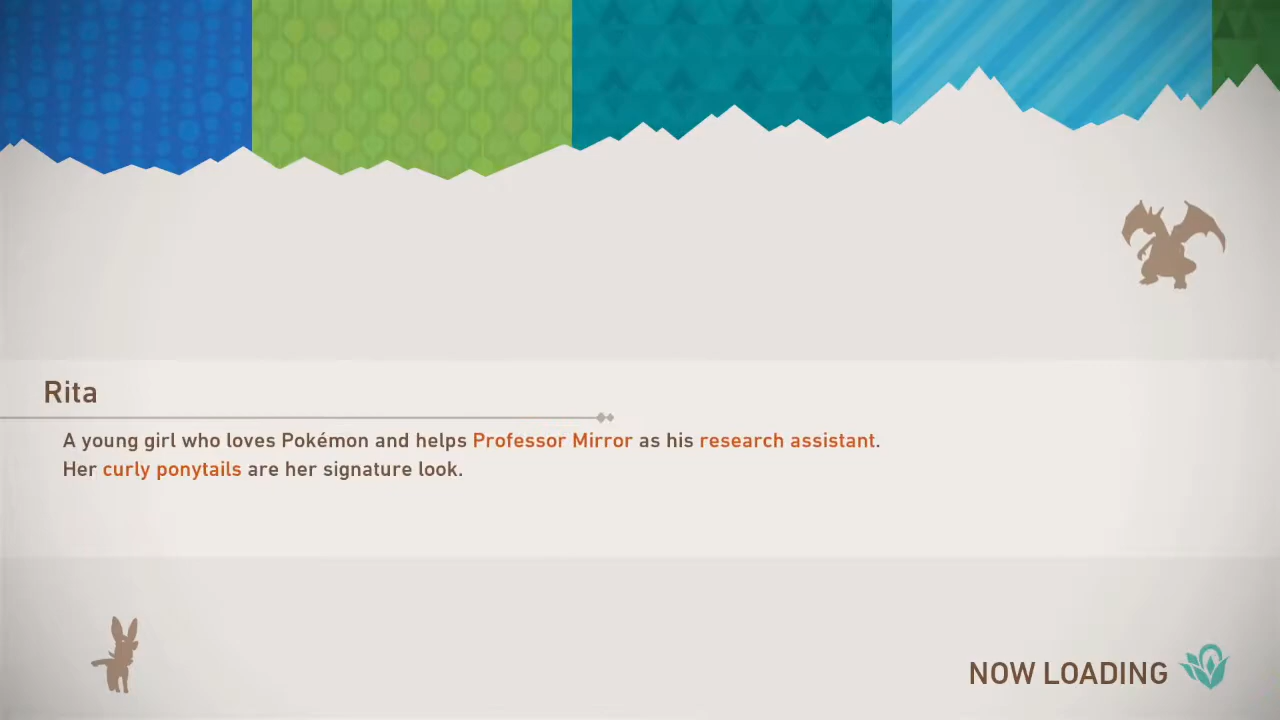 Rita
A young girl who loves Pokémon and helps Professor Mirror as his research assistant.
Her curly ponytails are her signature look.
NOW LOADING